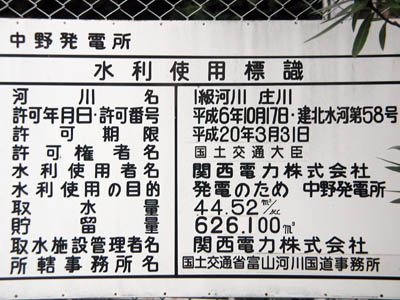 中野発電所
水利使用標識
河川名 1級河川 庄川
許可年月日・許可番号 平成6年10月17日・建北水河第58号
許可期限 平成20年3月31日
許可権者名 国土交通大臣
水利使用者名 関西電力株式会社
水利使用の目的 発電のため 中野発電所
取水量 44.52m³/sec
貯留量 626.100m³
取水施設管理者名 関西電力株式会社
所轄事務所名 国土交通省富山河川国道事務所